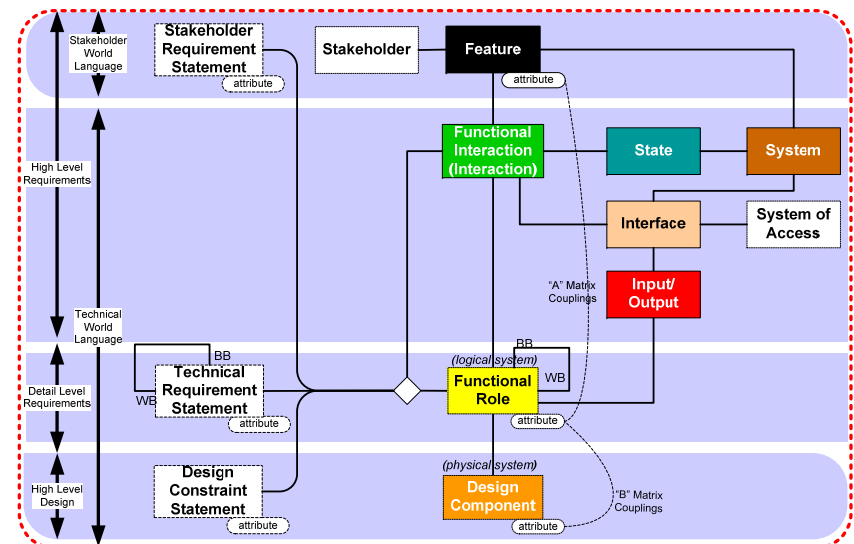 Stakeholder
World
Language
Stakeholder
Requirement
Statement
attribute
Stakeholder
Feature
attribute
High Level
Requirements
Functional
Interaction
(Interaction)
State
System
Interface
System of
Access
Input/
Output
"A" Matrix
Couplings
Technical
World
Language
BB
WB
Technical
Requirement
Statement
attribute
Detail Level
Requirements
(logical system)
BB
WB
Functional
Role
attribute
High Level
Design
Design
Constraint
Statement
attribute
(physical system)
Design
Component
attribute
"B" Matrix
Couplings